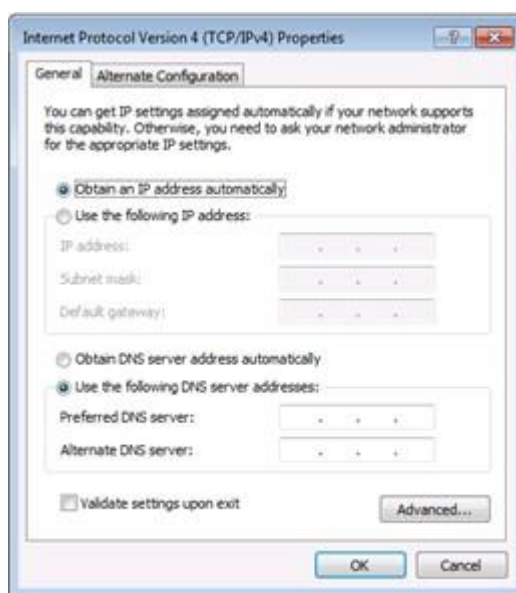 Internet Protocol Version 4 (TCP/IPv4) Properties
General
Alternate Configuration
You can get IP settings assigned automatically if your network supports
this capability. Otherwise, you need to ask your network administrator
for the appropriate IP settings.
Obtain an IP address automatically
Use the following IP address:
IP address:
Subnet mask:
Default gateway:
Obtain DNS server address automatically
Use the following DNS server addresses:
Preferred DNS server:
Alternate DNS server:
Validate settings upon exit
Advanced...
OK
Cancel